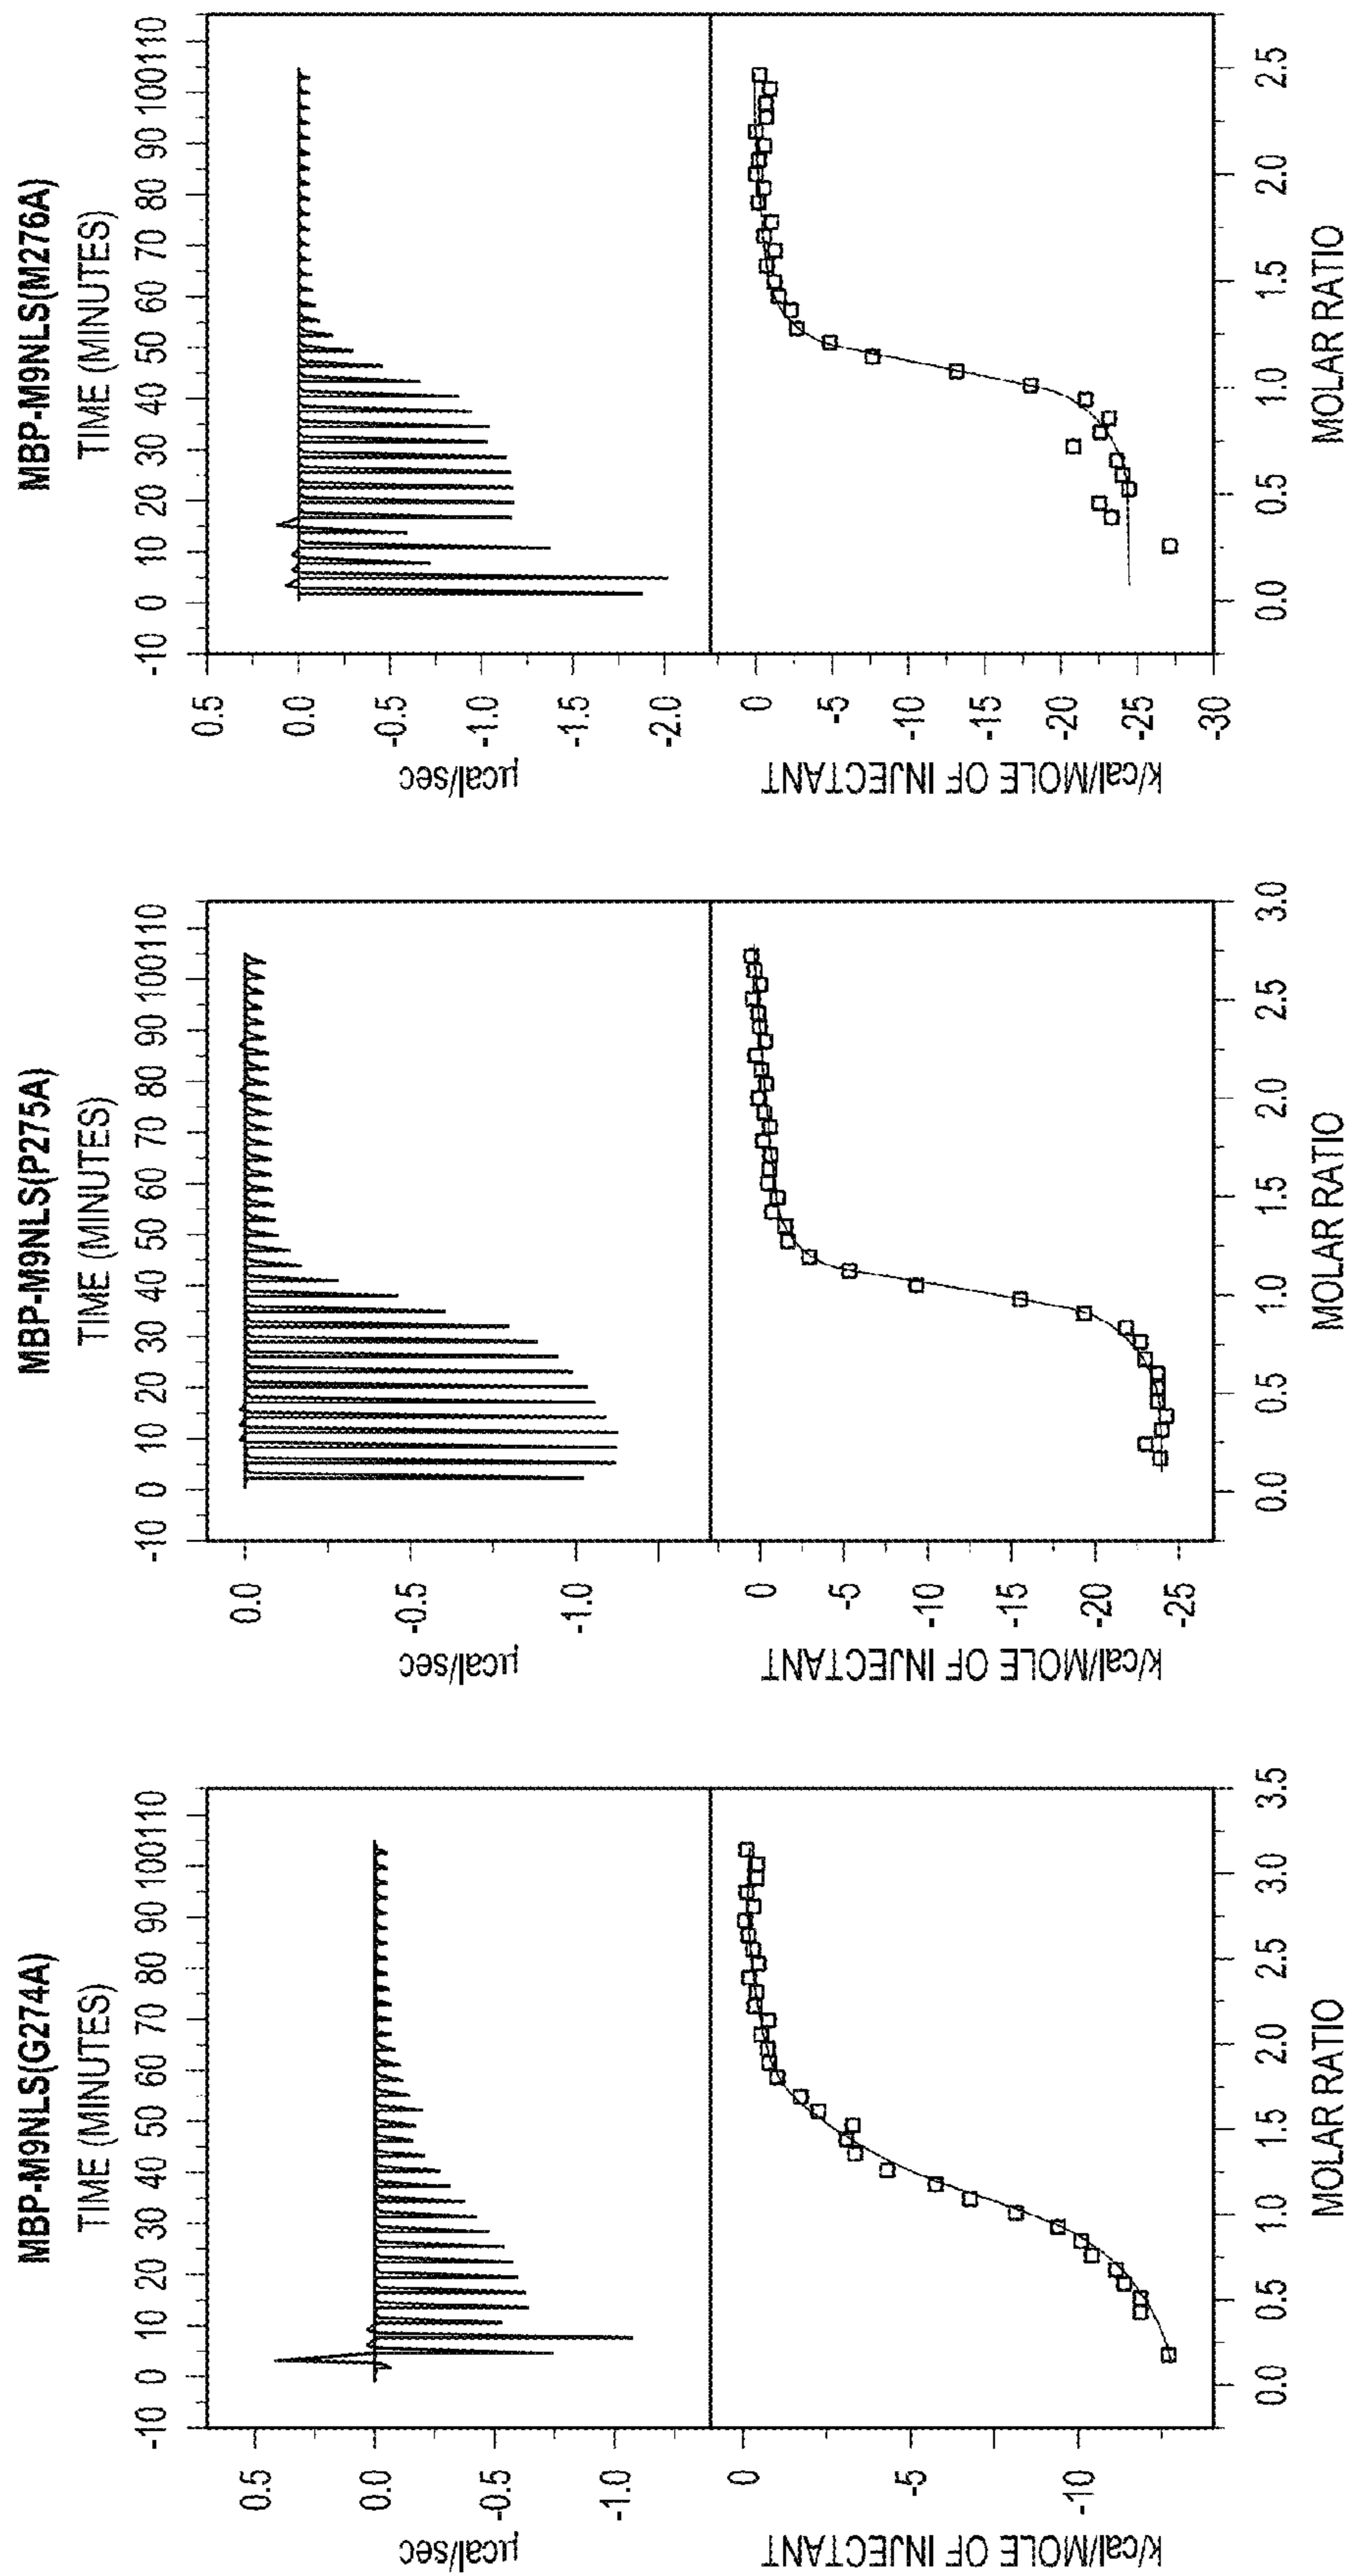 MBP-M9NLS(G274A)
TIME (MINUTES)
-10 0 10 20 30 40 50 60 70 80 90 100 110
0.5
0.0
-0.5
-1.0
µcal/sec
0
-5
-10
k/cal/MOLE OF INJECTANT
0.0 0.5 1.0 1.5 2.0 2.5 3.0 3.5
MOLAR RATIO
MBP-M9NLS(P275A)
TIME (MINUTES)
-10 0 10 20 30 40 50 60 70 80 90 100 110
0.0
-0.5
-1.0
µcal/sec
0
-5
-10
-15
-20
-25
k/cal/MOLE OF INJECTANT
0.0 0.5 1.0 1.5 2.0 2.5 3.0
MOLAR RATIO
MBP-M9NLS(M276A)
TIME (MINUTES)
-10 0 10 20 30 40 50 60 70 80 90 100 110
0.5
0.0
-0.5
-1.0
-1.5
-2.0
µcal/sec
0
-5
-10
-15
-20
-25
-30
k/cal/MOLE OF INJECTANT
0.0 0.5 1.0 1.5 2.0 2.5
MOLAR RATIO